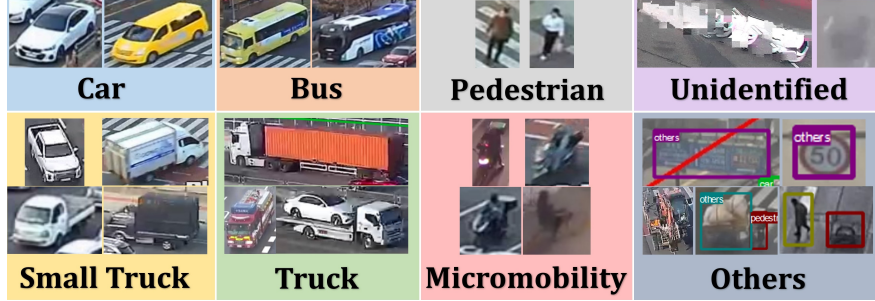 Car
Bus
Pedestrian
Unidentified
others
others
50
car
others
pedestr
Small Truck
Truck
Micromobility
Others